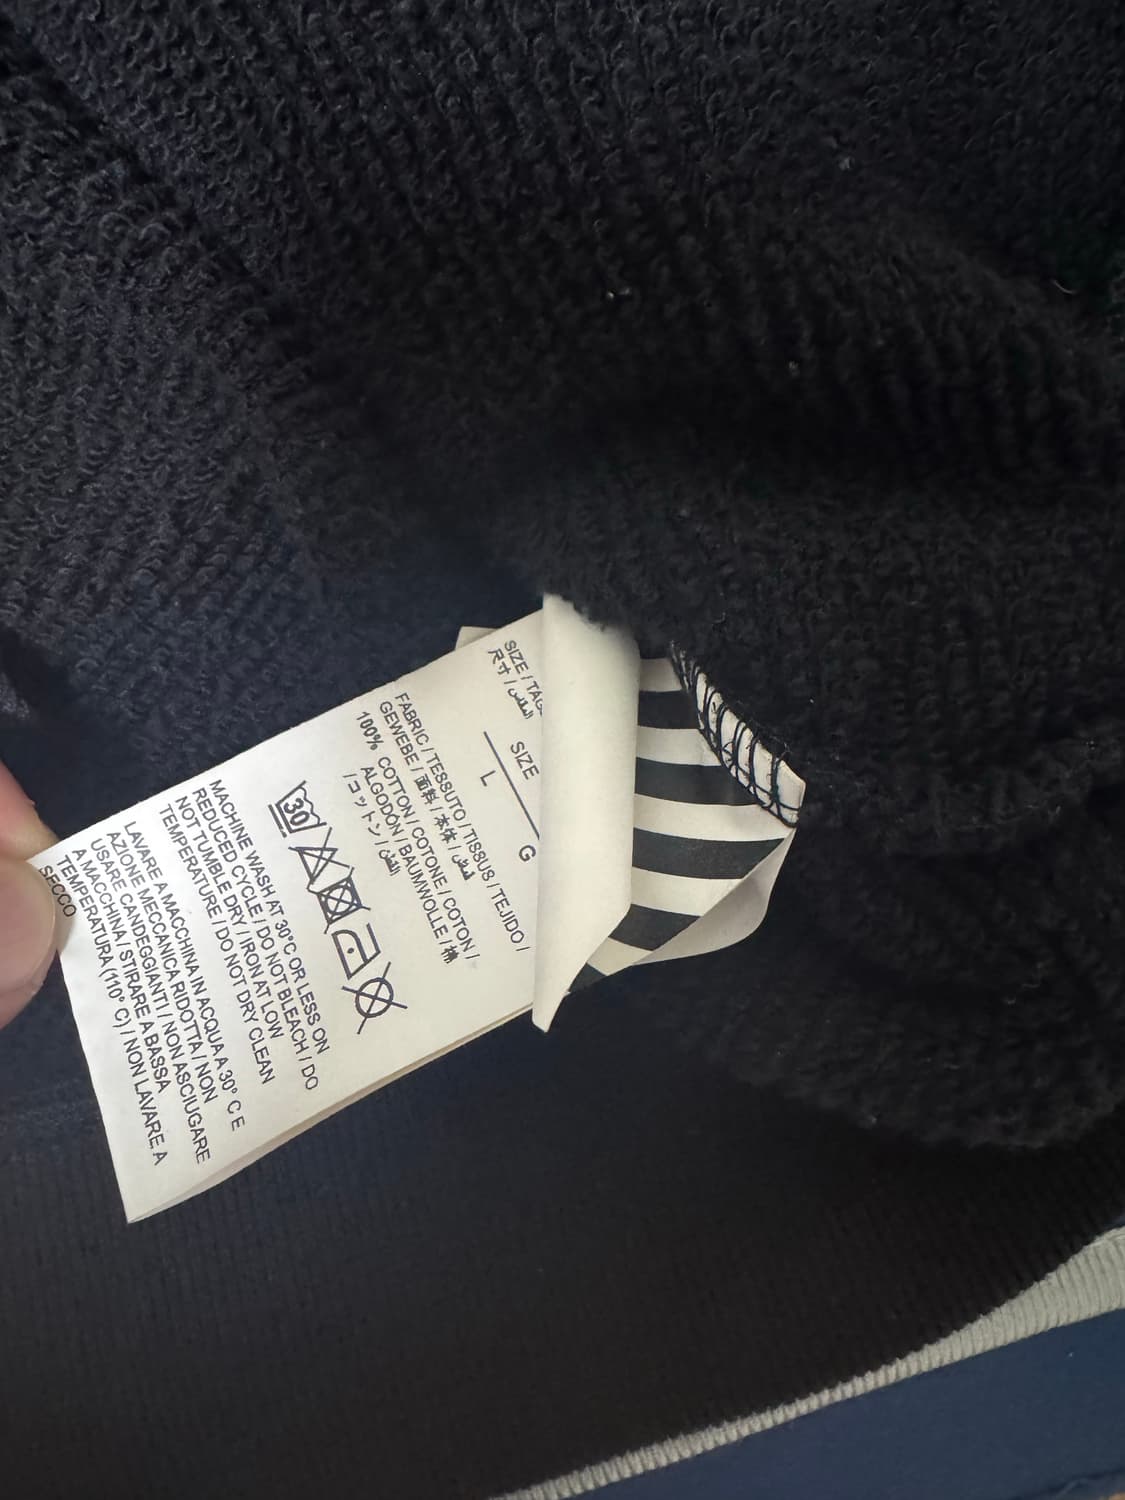 SIZE / TAG
尺寸 / المقاس
SIZE
L G
FABRIC / TESSUTO / TISSUS / TEJIDO /
GEWEBE / 面料 / 本体 / قماش
100% COTTON / COTONE / COTON /
ALGODÓN / BAUMWOLLE / 棉
/ コットン / القطن
30
MACHINE WASH AT 30°C OR LESS ON
REDUCED CYCLE / DO NOT BLEACH / DO
NOT TUMBLE DRY / IRON AT LOW
TEMPERATURE / DO NOT DRY CLEAN
LAVARE A MACCHINA IN ACQUA A 30° C E
AZIONE MECCANICA RIDOTTA / NON
USARE CANDEGGIANTI / NON ASCIUGARE
A MACCHINA / STIRARE A BASSA
TEMPERATURA (110° C) / NON LAVARE A
SECCO